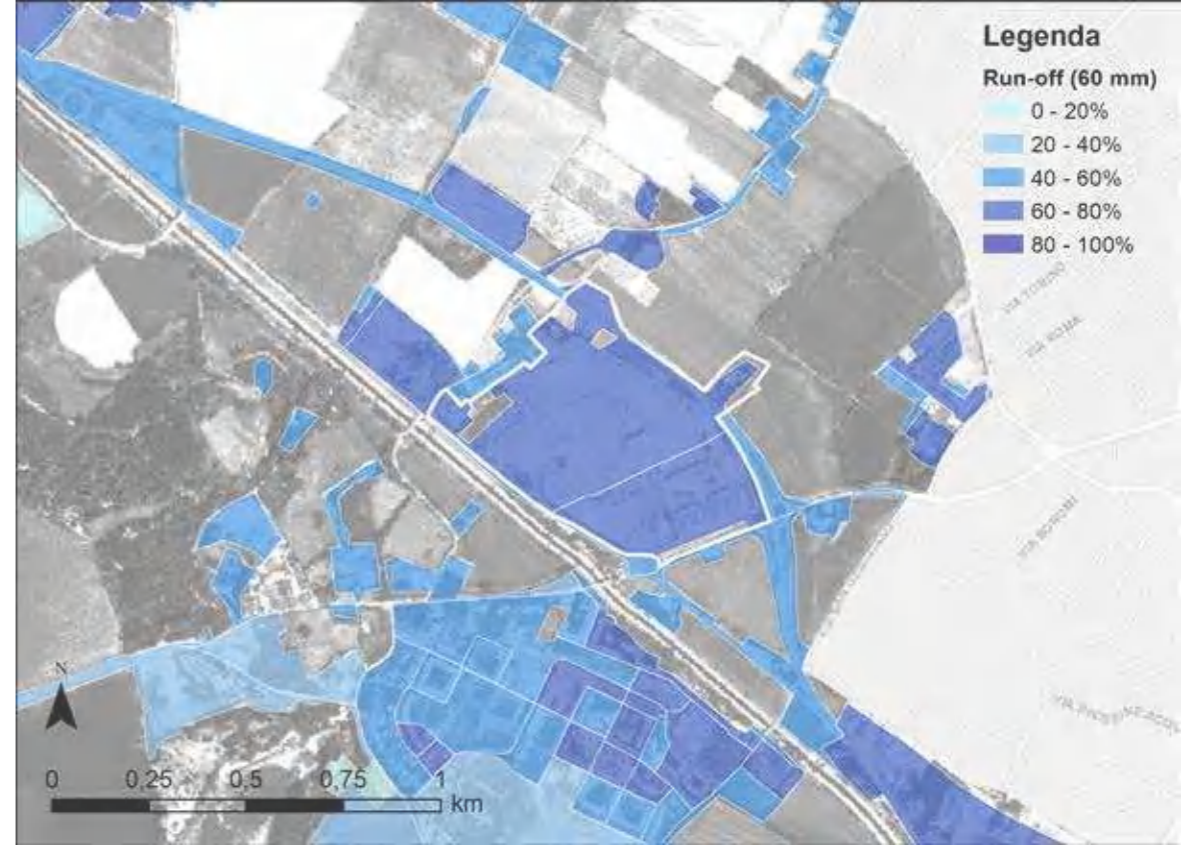 Legenda
Run-off (60 mm)
0 - 20%
20 - 40%
40 - 60%
60 - 80%
80 - 100%
VIA TORINO
VIA ROMA
VIA BONOMI
N
0 0,25 0,5 0,75 1
km